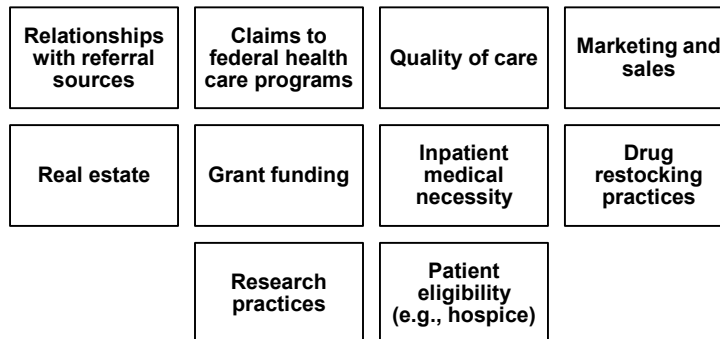 Relationships
with referral
sources
Claims to
federal health
care programs
Quality of care
Marketing and
sales
Real estate
Grant funding
Inpatient
medical
necessity
Drug
restocking
practices
Research
practices
Patient
eligibility
(e.g., hospice)